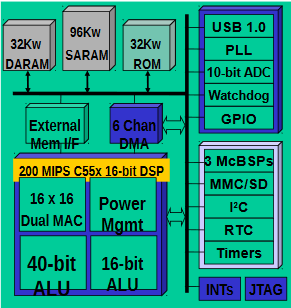 32Kw
DARAM
96Kw
SARAM
32Kw
ROM
External
Mem I/F
6 Chan
DMA
200 MIPS C55x 16-bit DSP
16 x 16
Dual MAC
Power
Mgmt
40-bit
ALU
16-bit
ALU
USB 1.0
PLL
10-bit ADC
Watchdog
GPIO
3 McBSPs
MMC/SD
I²C
RTC
Timers
INTs
JTAG